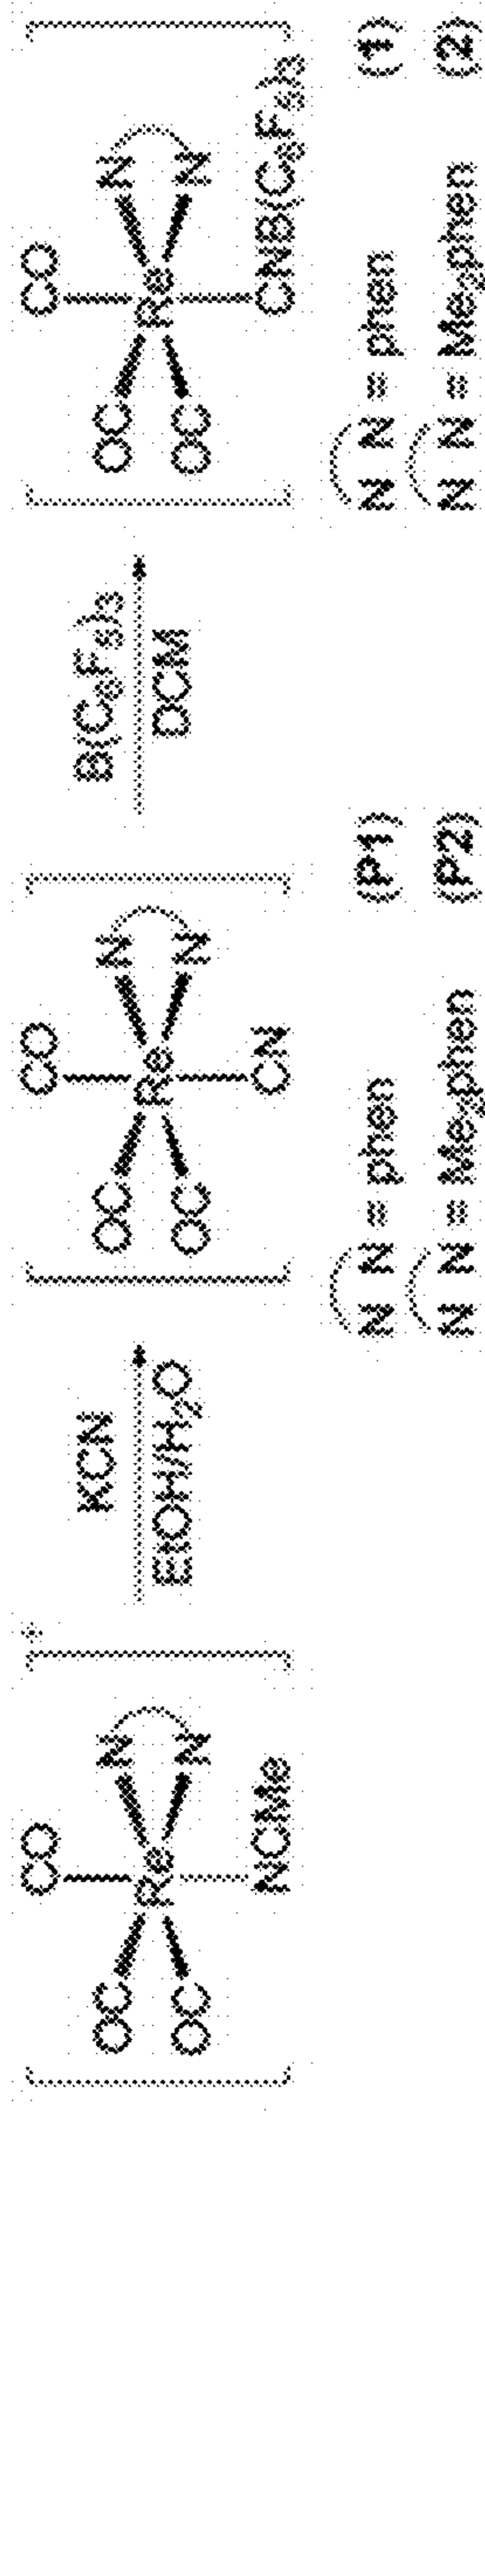 CO
OC
Re
N
OC
N
NCMe
+
KCN
EtOH/H2O
CO
OC
Re
N
OC
N
CN
N N = phen (P1)
N N = Me2phen (P2)
B(C6F5)3
DCM
CO
OC
Re
N
OC
N
CNB(C6F5)3
N N = phen (1)
N N = Me2phen (2)